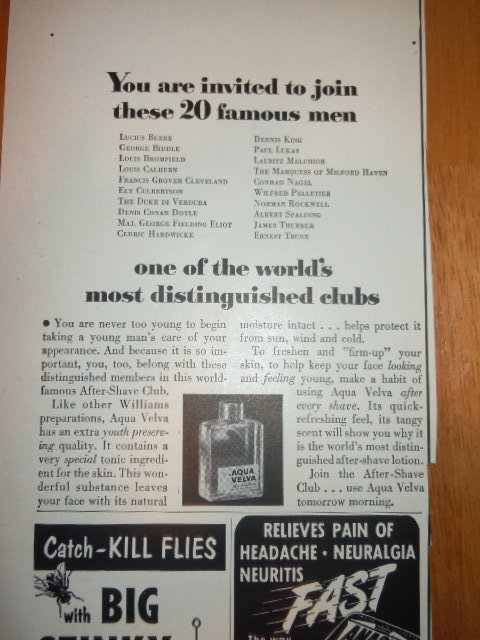 You are invited to join
these 20 famous men
LUCIUS BEEBE
GEORGE BIDDLE
LOUIS BROMFIELD
LOUIS CALHERN
FRANCIS GROVER CLEVELAND
ELY CULBERTSON
THE DUKE DI VERDURA
DENIS CONAN DOYLE
MAJ. GEORGE FIELDING ELIOT
CEDRIC HARDWICKE
DENNIS KING
PAUL LUKAS
LAURITZ MELCHIOR
THE MARQUESS OF MILFORD HAVEN
CONRAD NAGEL
WILFRED PELLETIER
NORMAN ROCKWELL
ALBERT SPALDING
JAMES THURBER
ERNEST TRUEX
one of the world's
most distinguished clubs
● You are never too young to begin
taking a young man's care of your
appearance. And because it is so im-
portant, you, too, belong with these
distinguished members in this world-
famous After-Shave Club.
Like other Williams
preparations, Aqua Velva
has an extra youth preserv-
ing quality. It contains a
very special tonic ingredi-
ent for the skin. This won-
derful substance leaves
your face with its natural
moisture intact . . . helps protect it
from sun, wind and cold.
To freshen and "firm-up" your
skin, to help keep your face looking
and feeling young, make a habit of
using Aqua Velva after
every shave. Its quick-
refreshing feel, its tangy
scent will show you why it
is the world's most distin-
guished after-shave lotion.
Join the After-Shave
Club . . . use Aqua Velva
tomorrow morning.
AQUA
VELVA
Catch-KILL FLIES
with BIG
STINKY
RELIEVES PAIN OF
HEADACHE • NEURALGIA
NEURITIS
FAST
The way